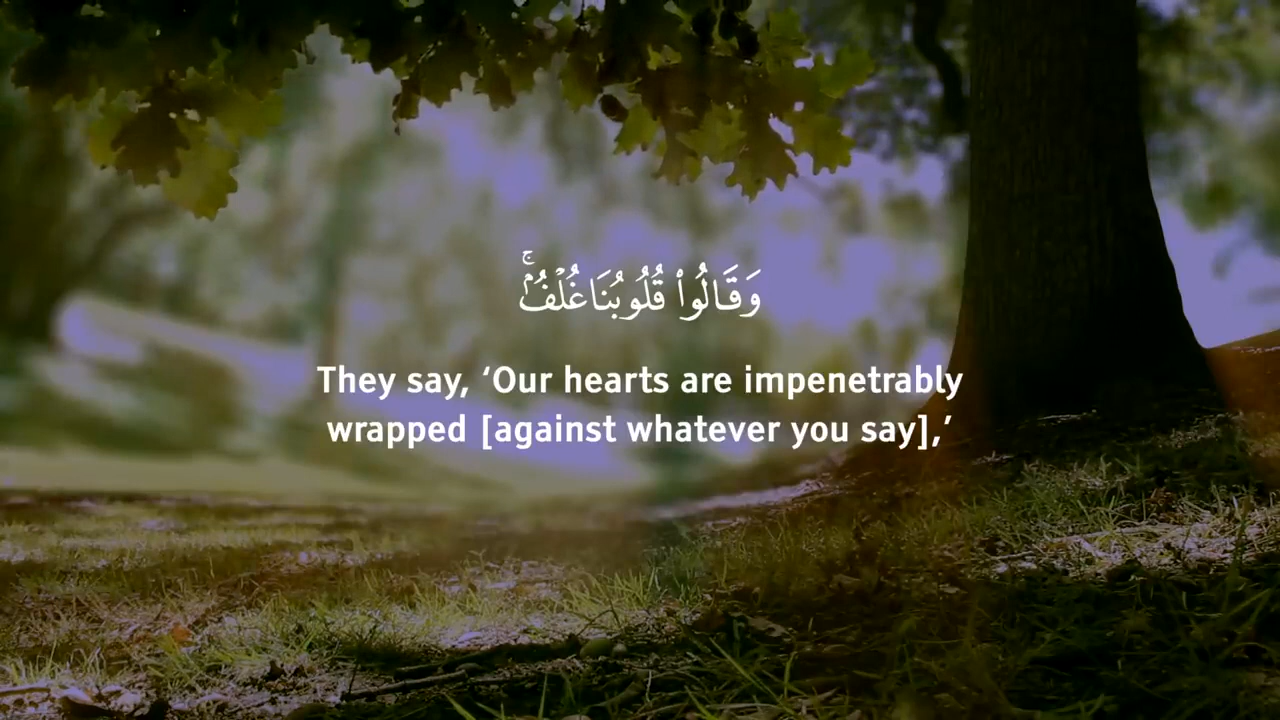 وَقَالُوا۟ قُلُوبُنَا غُلْفٌۢ ۚ
They say, ‘Our hearts are impenetrably
wrapped [against whatever you say],’